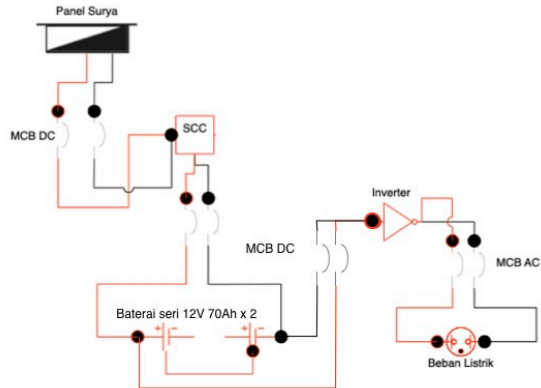 Panel Surya
MCB DC
SCC
Inverter
MCB DC
MCB AC
Baterai seri 12V 70Ah x 2
+ -
+ -
Beban Listrik